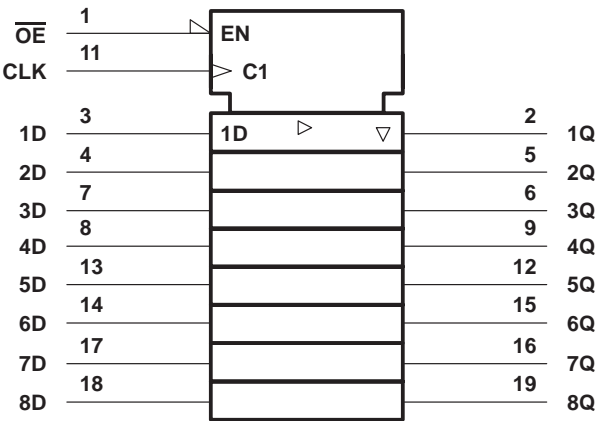 OE 1 EN
CLK 11 C1
1D 3 1D 2 1Q
2D 4 5 2Q
3D 7 6 3Q
4D 8 9 4Q
5D 13 12 5Q
6D 14 15 6Q
7D 17 16 7Q
8D 18 19 8Q